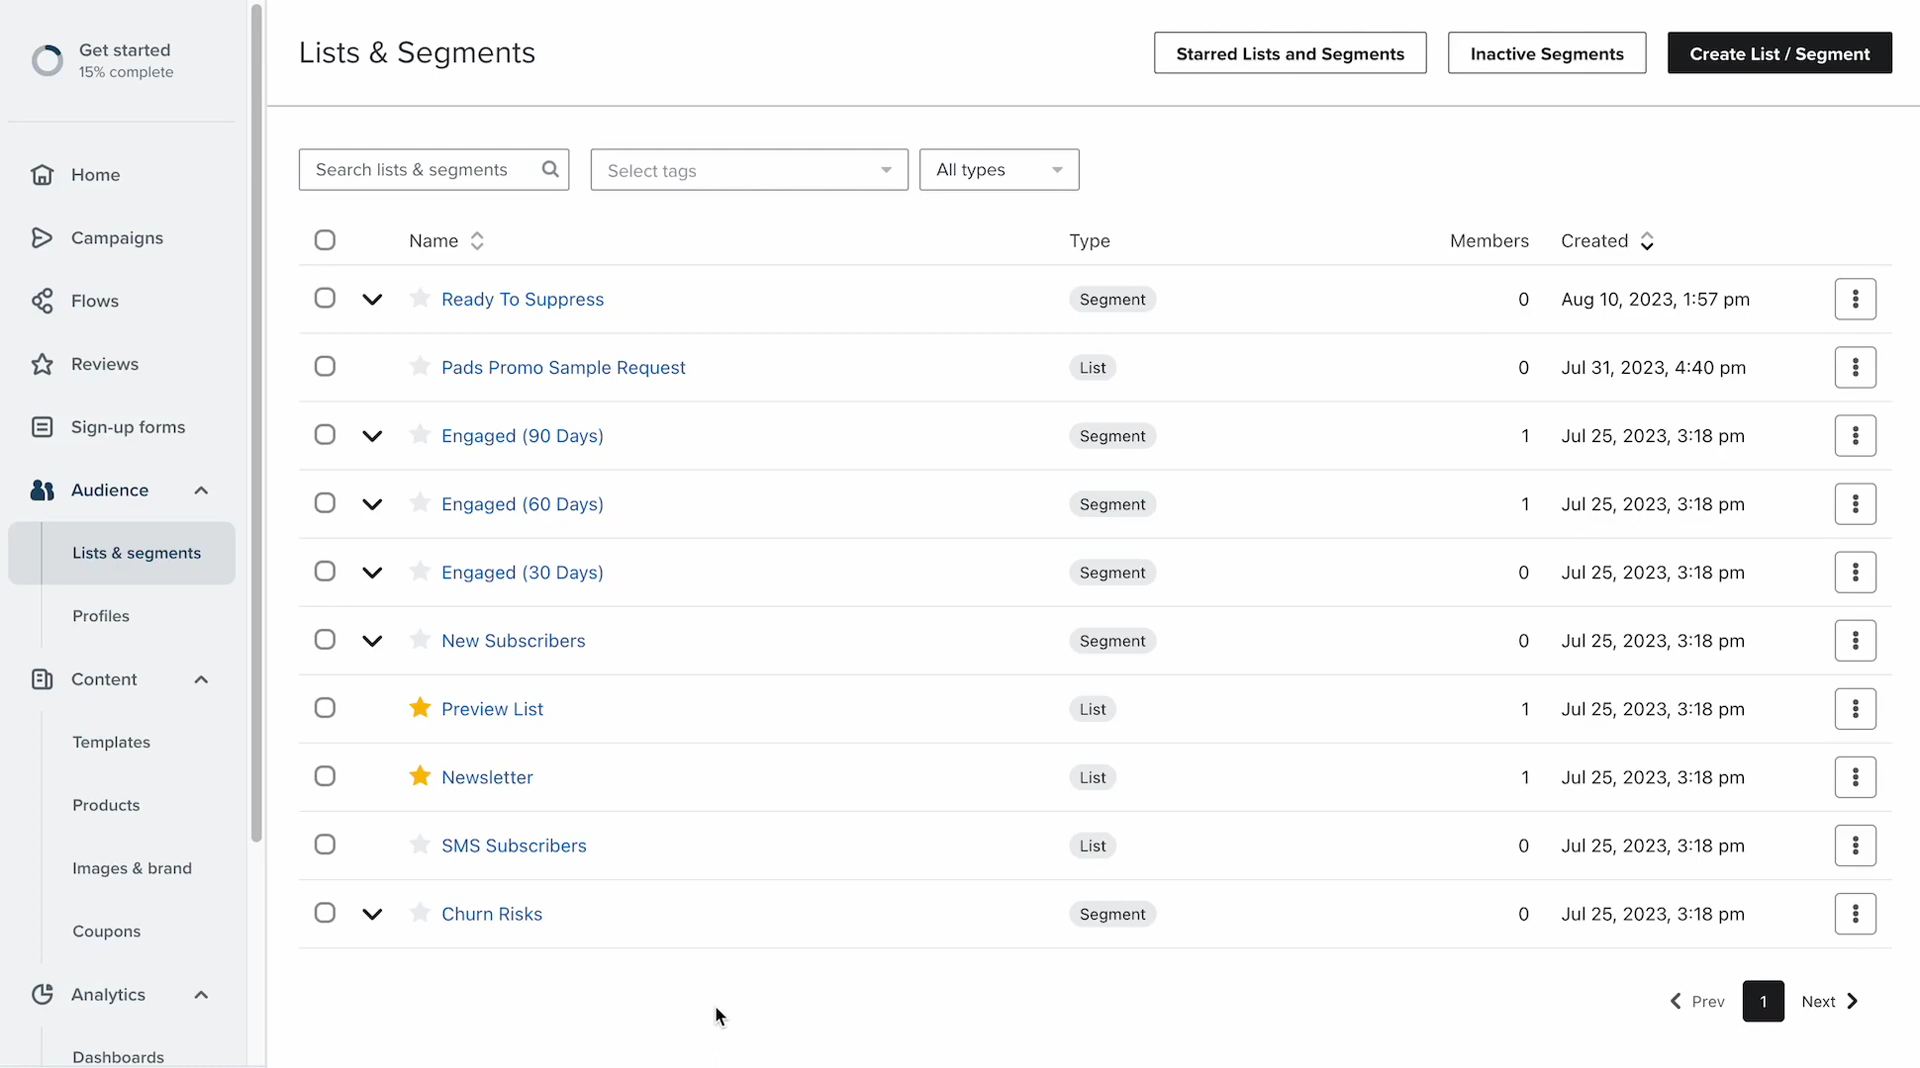 Get started
15% complete
Home
Campaigns
Flows
Reviews
Sign-up forms
Audience
Lists & segments
Profiles
Content
Templates
Products
Images & brand
Coupons
Analytics
Dashboards
Lists & Segments
Starred Lists and Segments
Inactive Segments
Create List / Segment
Search lists & segments
Select tags
All types
Name Type Members Created
Ready To Suppress Segment 0 Aug 10, 2023, 1:57 pm
Pads Promo Sample Request List 0 Jul 31, 2023, 4:40 pm
Engaged (90 Days) Segment 1 Jul 25, 2023, 3:18 pm
Engaged (60 Days) Segment 1 Jul 25, 2023, 3:18 pm
Engaged (30 Days) Segment 0 Jul 25, 2023, 3:18 pm
New Subscribers Segment 0 Jul 25, 2023, 3:18 pm
Preview List List 1 Jul 25, 2023, 3:18 pm
Newsletter List 1 Jul 25, 2023, 3:18 pm
SMS Subscribers List 0 Jul 25, 2023, 3:18 pm
Churn Risks Segment 0 Jul 25, 2023, 3:18 pm
Prev 1 Next